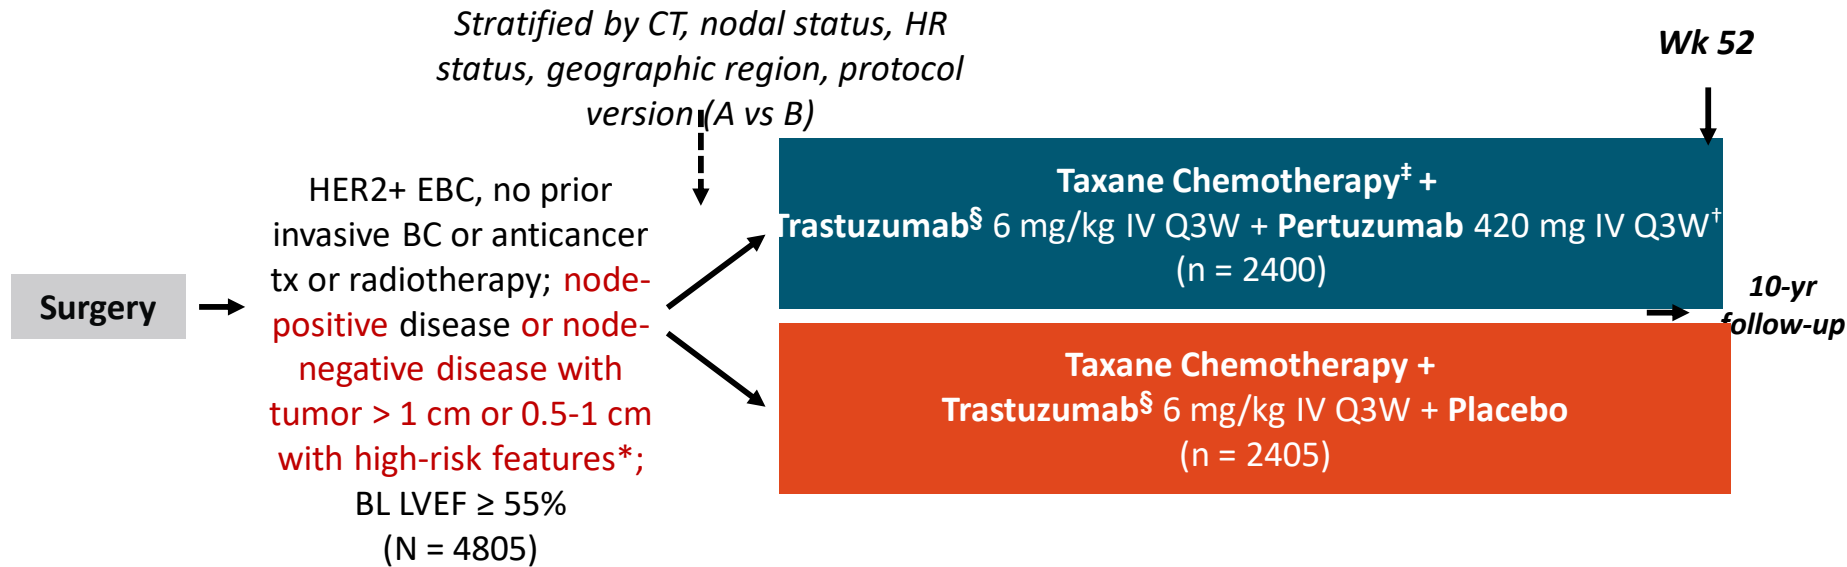 Stratified by CT, nodal status, HR
status, geographic region, protocol
version (A vs B)
Wk 52
Surgery
HER2+ EBC, no prior
invasive BC or anticancer
tx or radiotherapy; node-
positive disease or node-
negative disease with
tumor > 1 cm or 0.5-1 cm
with high-risk features*;
BL LVEF ≥ 55%
(N = 4805)
Taxane Chemotherapy‡ +
Trastuzumab§ 6 mg/kg IV Q3W + Pertuzumab 420 mg IV Q3W†
(n = 2400)
Taxane Chemotherapy +
Trastuzumab§ 6 mg/kg IV Q3W + Placebo
(n = 2405)
10-yr
follow-up